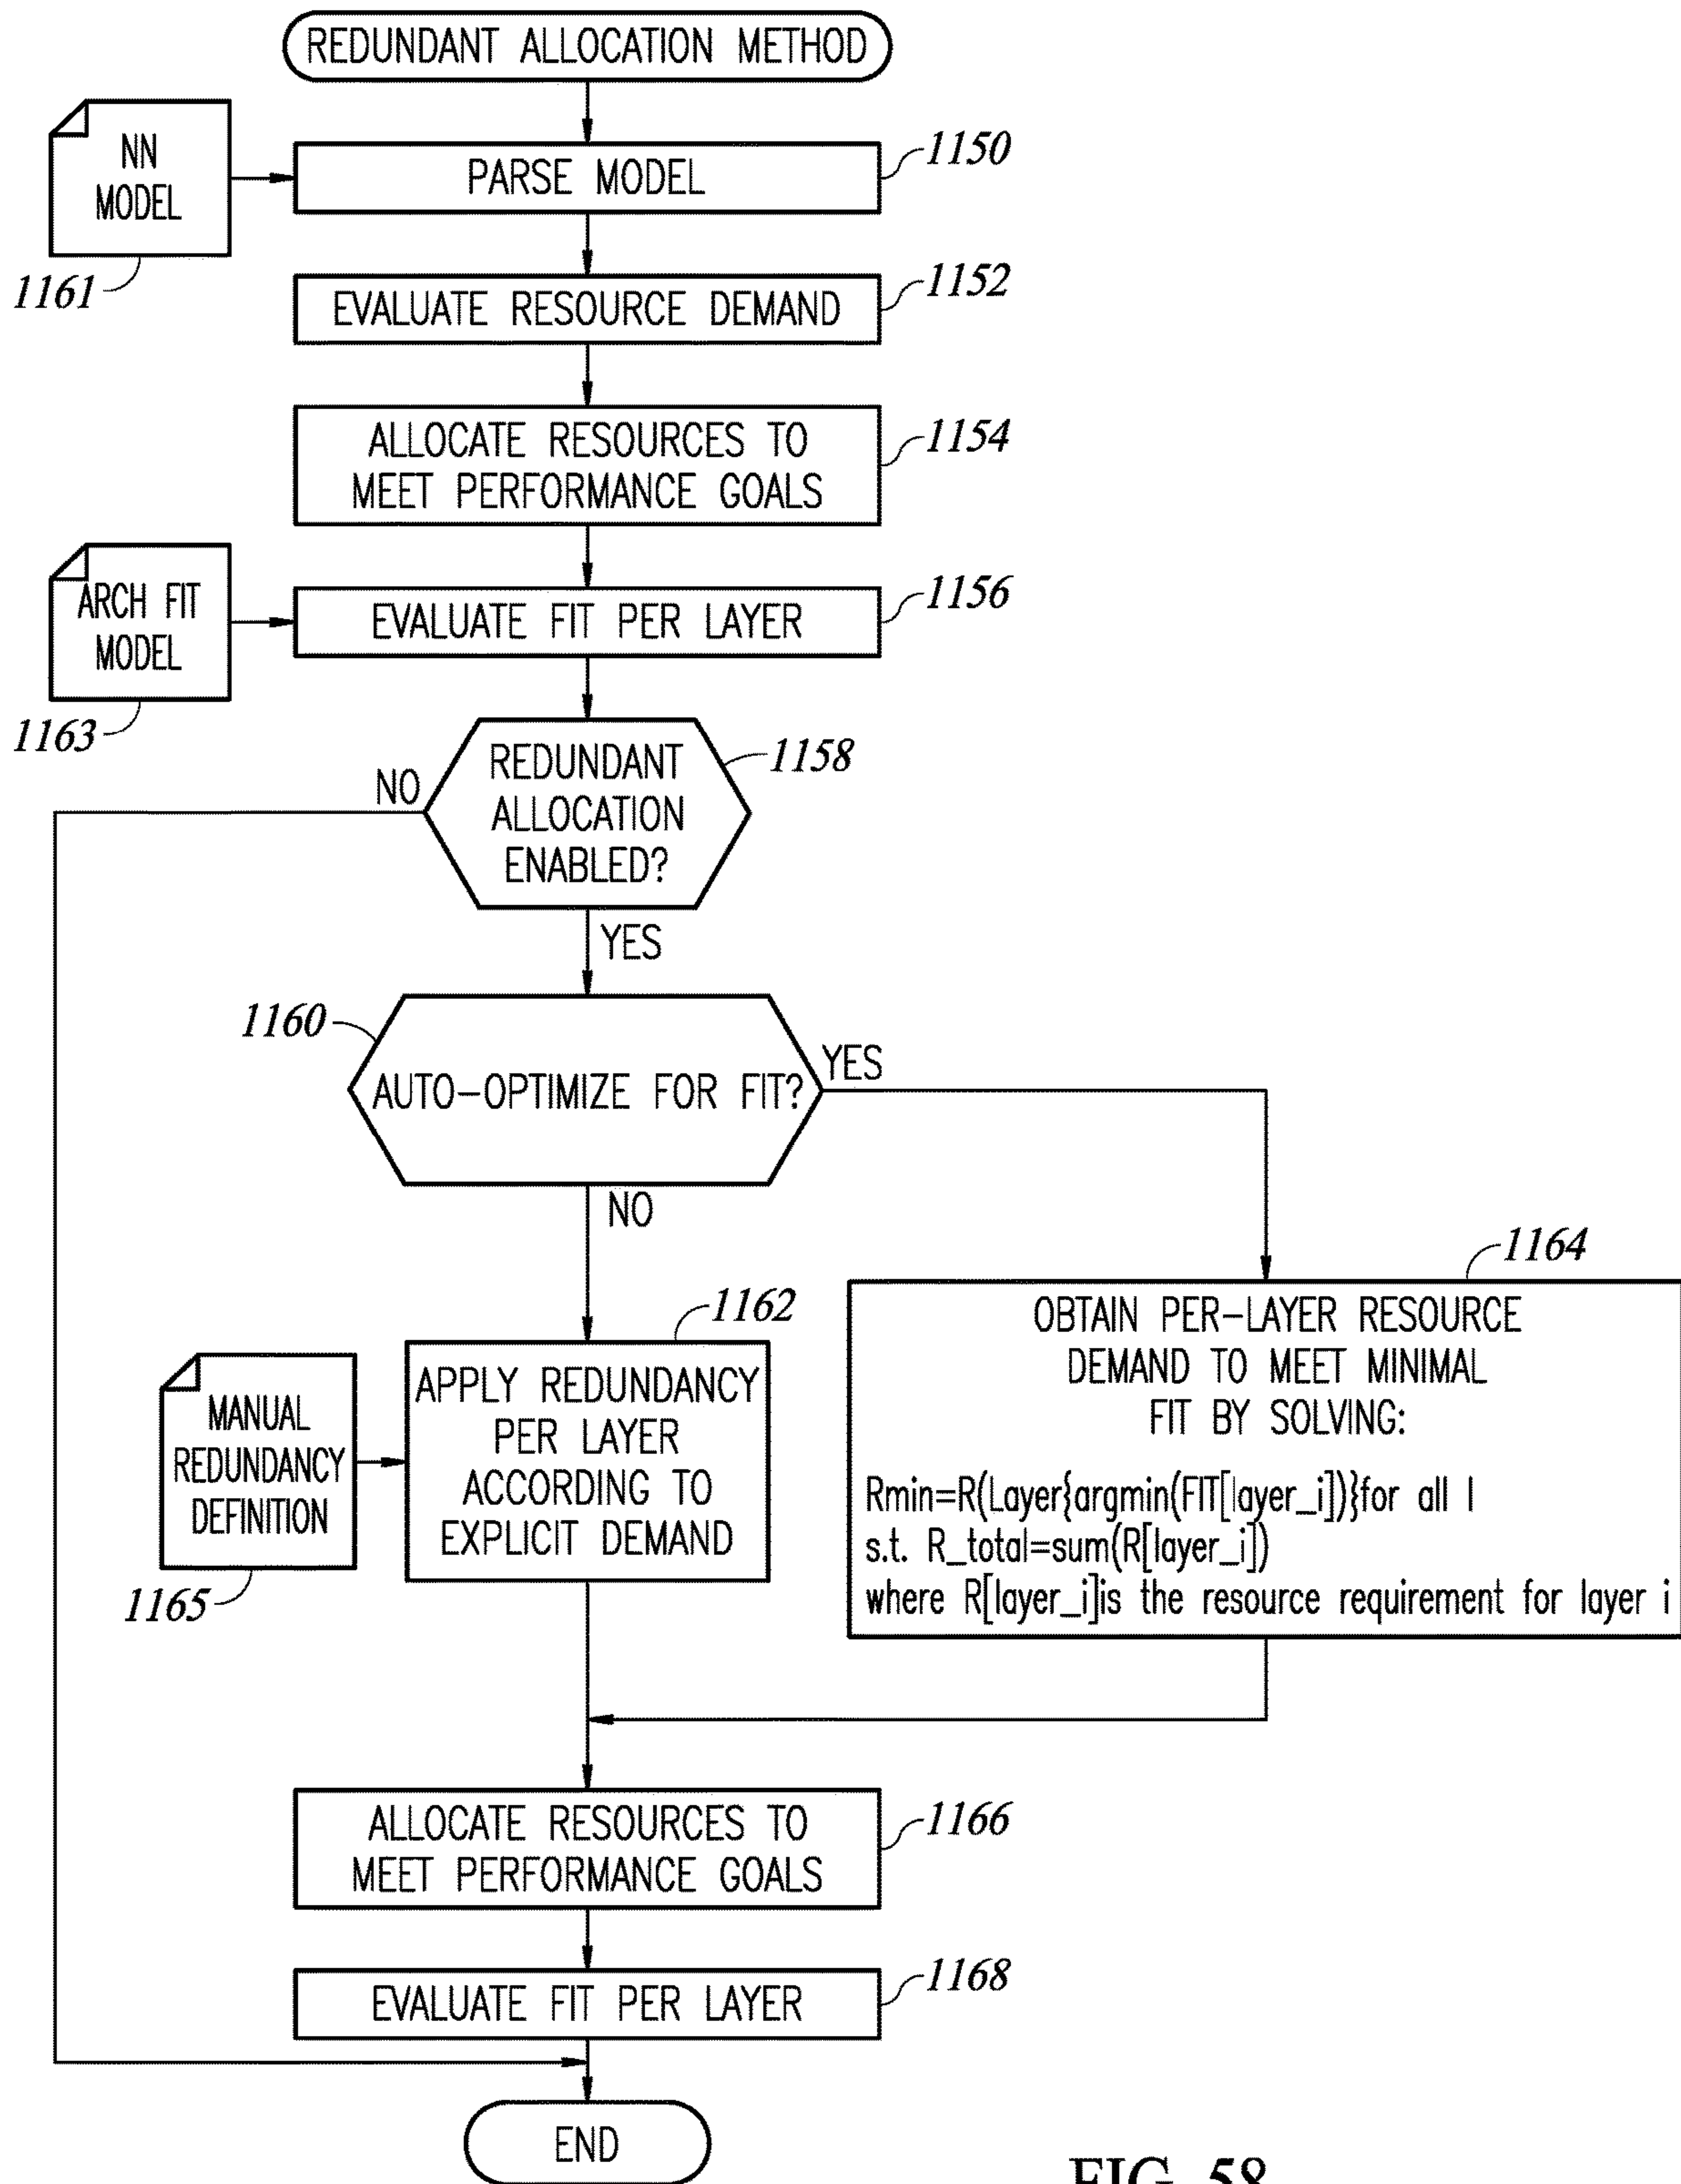 REDUNDANT ALLOCATION METHOD
NN
MODEL
1161
PARSE MODEL
1150
EVALUATE RESOURCE DEMAND
1152
ALLOCATE RESOURCES TO
MEET PERFORMANCE GOALS
1154
ARCH FIT
MODEL
1163
EVALUATE FIT PER LAYER
1156
REDUNDANT
ALLOCATION
ENABLED?
1158
NO
YES
1160
AUTO-OPTIMIZE FOR FIT?
YES
NO
1162
MANUAL
REDUNDANCY
DEFINITION
1165
APPLY REDUNDANCY
PER LAYER
ACCORDING TO
EXPLICIT DEMAND
1164
OBTAIN PER-LAYER RESOURCE
DEMAND TO MEET MINIMAL
FIT BY SOLVING:
Rmin=R(Layer{argmin(FIT[layer_i])}for all l
s.t. R_total=sum(R[layer_i])
where R[layer_i]is the resource requirement for layer i
ALLOCATE RESOURCES TO
MEET PERFORMANCE GOALS
1166
EVALUATE FIT PER LAYER
1168
END
FIG. 58